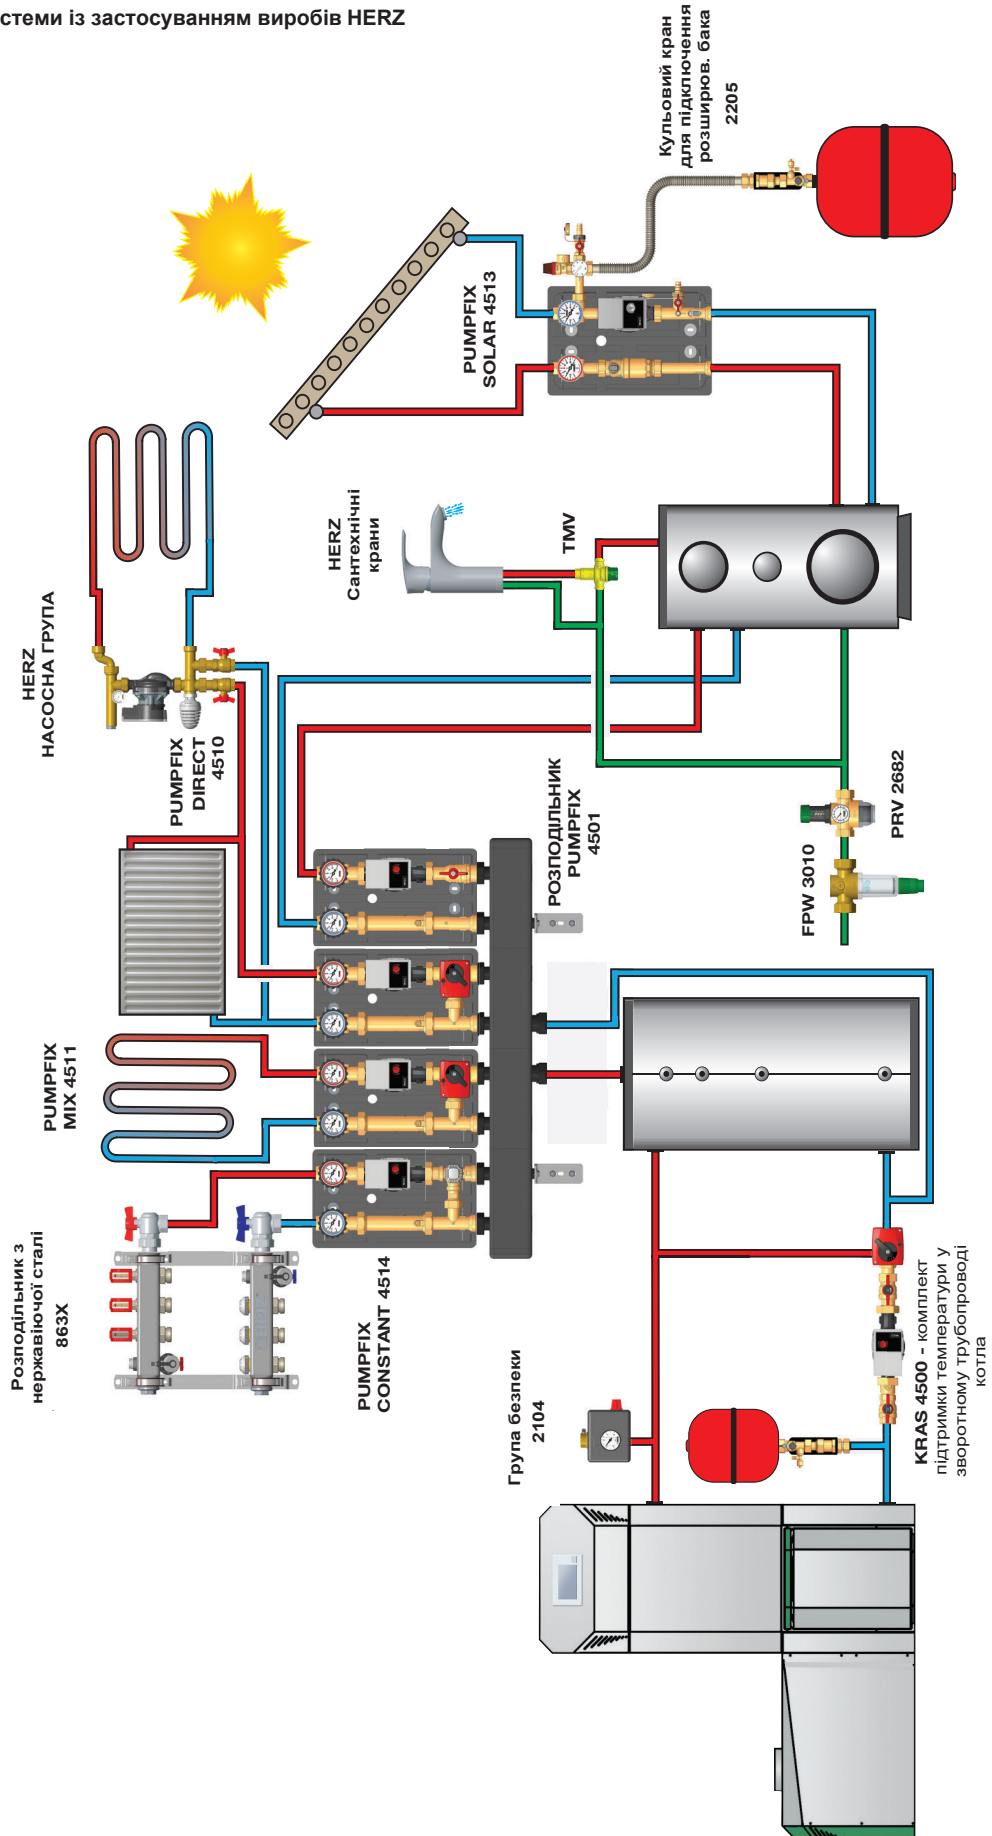 стеми із застосуванням виробів HERZ
Кульовий кран
для підключення
розширюв. бака
2205
PUMPFIX
SOLAR 4513
HERZ
Сантехнічні
крани
TMV
HERZ
НАСОСНА ГРУПА
PUMPFIX
DIRECT
4510
РОЗПОДІЛЬНИК
PUMPFIX
4501
PRV 2682
FPW 3010
PUMPFIX
MIX 4511
Розподільник з
нержавіючої сталі
863X
PUMPFIX
CONSTANT 4514
Група безпеки
2104
KRAS 4500 - комплект
підтримки температури у
зворотному трубопроводі
котла